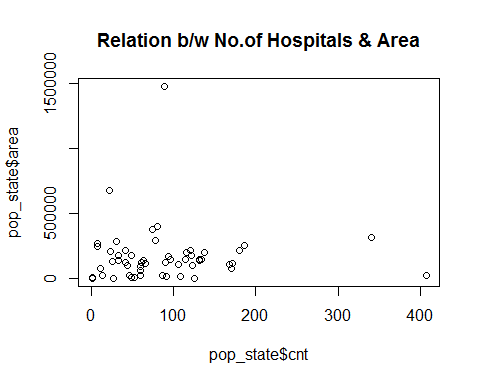 Relation b/w No.of Hospitals & Area
pop_state$area
1500000
500000
0
0
100
200
300
400
pop_state$cnt